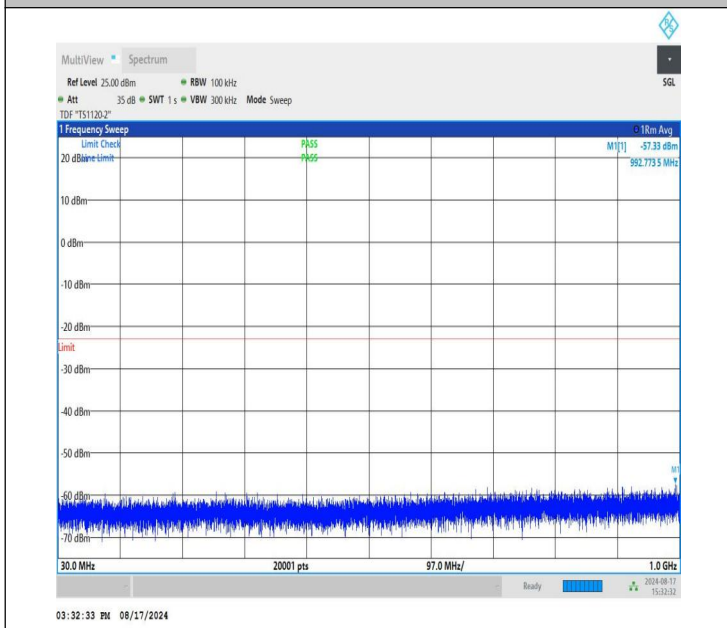 MultiView Spectrum
Ref Level 25.00 dBm RBW 100 kHz SGL
Att 35 dB SWT 1 s VBW 300 kHz Mode Sweep
TDF "TS1120-2"
1 Frequency Sweep 1Rm Avg
Limit Check PASS M1[1] -57.33 dBm
20 dBm Line Limit PASS 992.773 5 MHz
10 dBm
0 dBm
-10 dBm
-20 dBm
Limit
-30 dBm
-40 dBm
-50 dBm
M1
-60 dBm
-70 dBm
30.0 MHz 20001 pts 97.0 MHz/ 1.0 GHz
Ready 2024-08-17
15:32:32
03:32:33 PM 08/17/2024